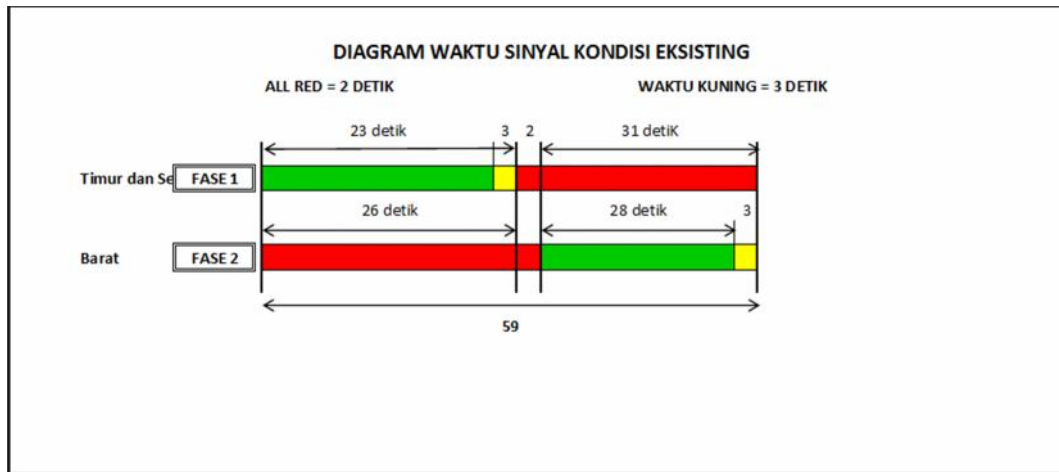 DIAGRAM WAKTU SINYAL KONDISI EKSISTING
ALL RED = 2 DETIK WAKTU KUNING = 3 DETIK
23 detik 3 2 31 detiK
Timur dan Se FASE 1
26 detik 28 detik 3
Barat FASE 2
59